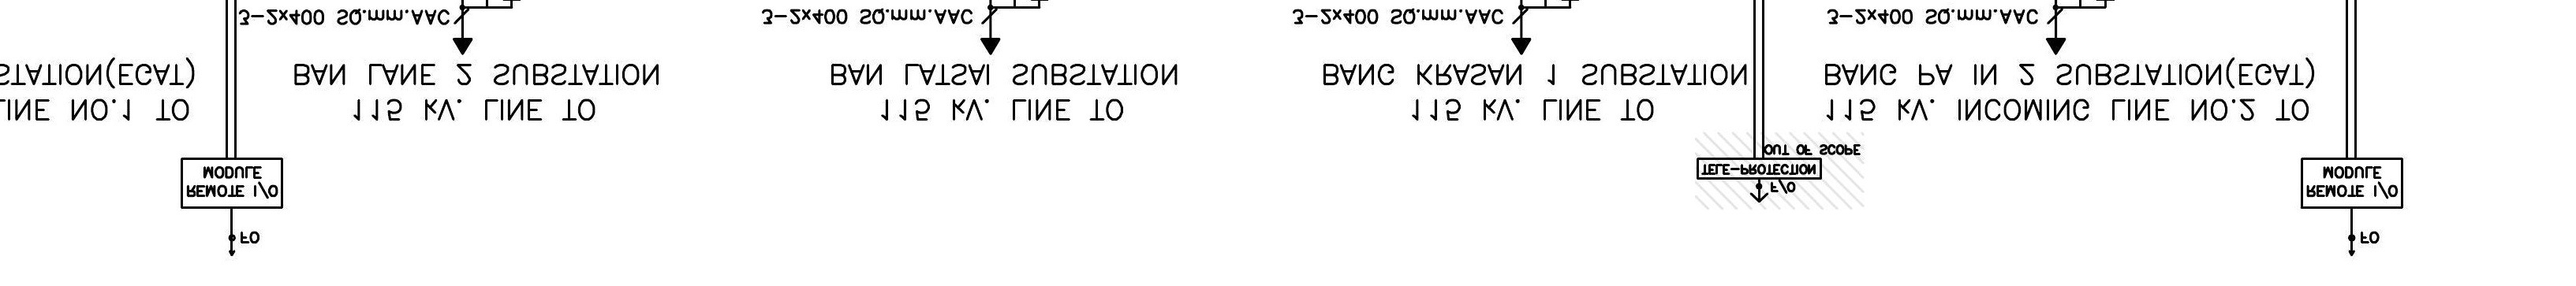 FO
REMOTE I/O
MODULE
LINE NO.1 TO
STATION(EGAT)
115 kV. LINE TO
BAN LANE 2 SUBSTATION
3-2x400 SQ.mm.AAC
115 kV. LINE TO
BAN LATSAI SUBSTATION
3-2x400 SQ.mm.AAC
115 kV. LINE TO
BANG KRASAN 1 SUBSTATION
3-2x400 SQ.mm.AAC
F/O
TELE-PROTECTION
OUT OF SCOPE
115 kV. INCOMING LINE NO.2 TO
BANG PA IN 2 SUBSTATION(EGAT)
3-2x400 SQ.mm.AAC
FO
REMOTE I/O
MODULE